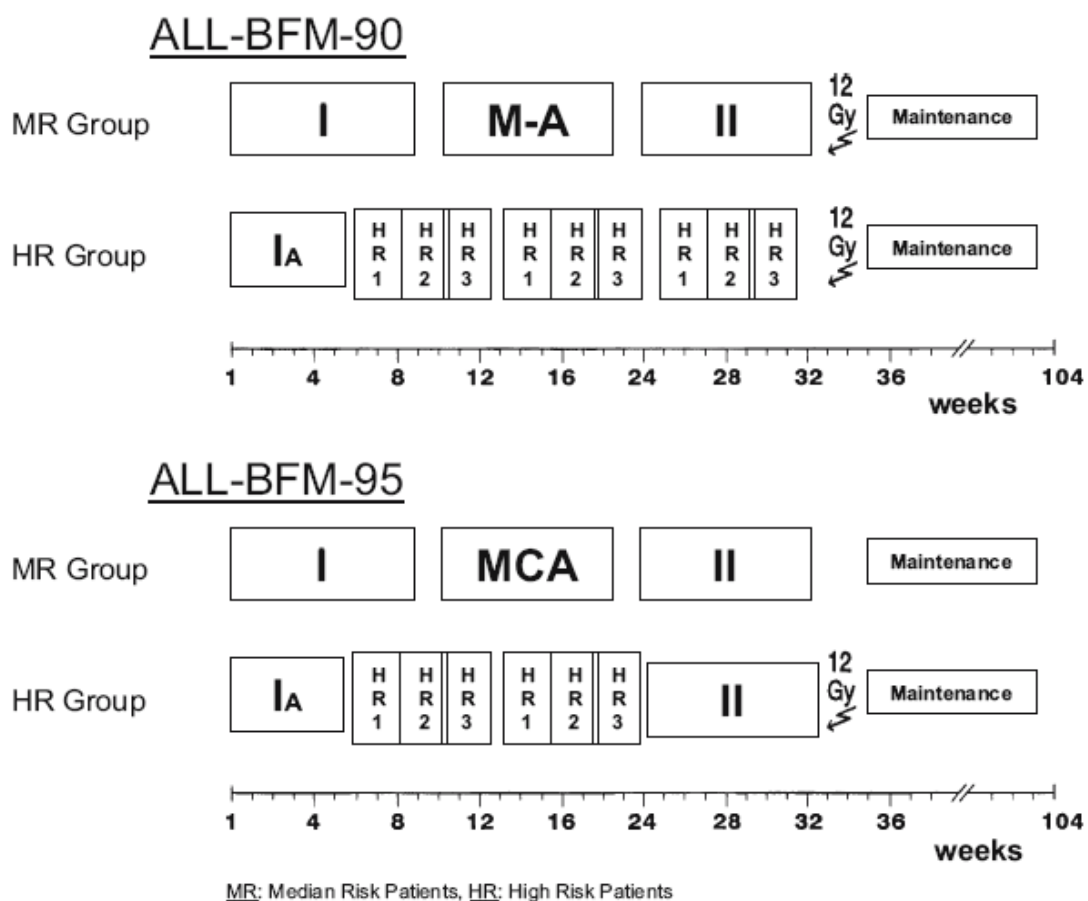 ALL-BFM-90
MR Group
I
M-A
II
12
Gy
Maintenance
HR Group
IA
H R 1
H R 2
H R 3
H R 1
H R 2
H R 3
H R 1
H R 2
H R 3
12
Gy
Maintenance
1 4 8 12 16 24 28 32 36 104
weeks
ALL-BFM-95
MR Group
I
MCA
II
Maintenance
HR Group
IA
H R 1
H R 2
H R 3
H R 1
H R 2
H R 3
II
12
Gy
Maintenance
1 4 8 12 16 24 28 32 36 104
weeks
MR: Median Risk Patients, HR: High Risk Patients